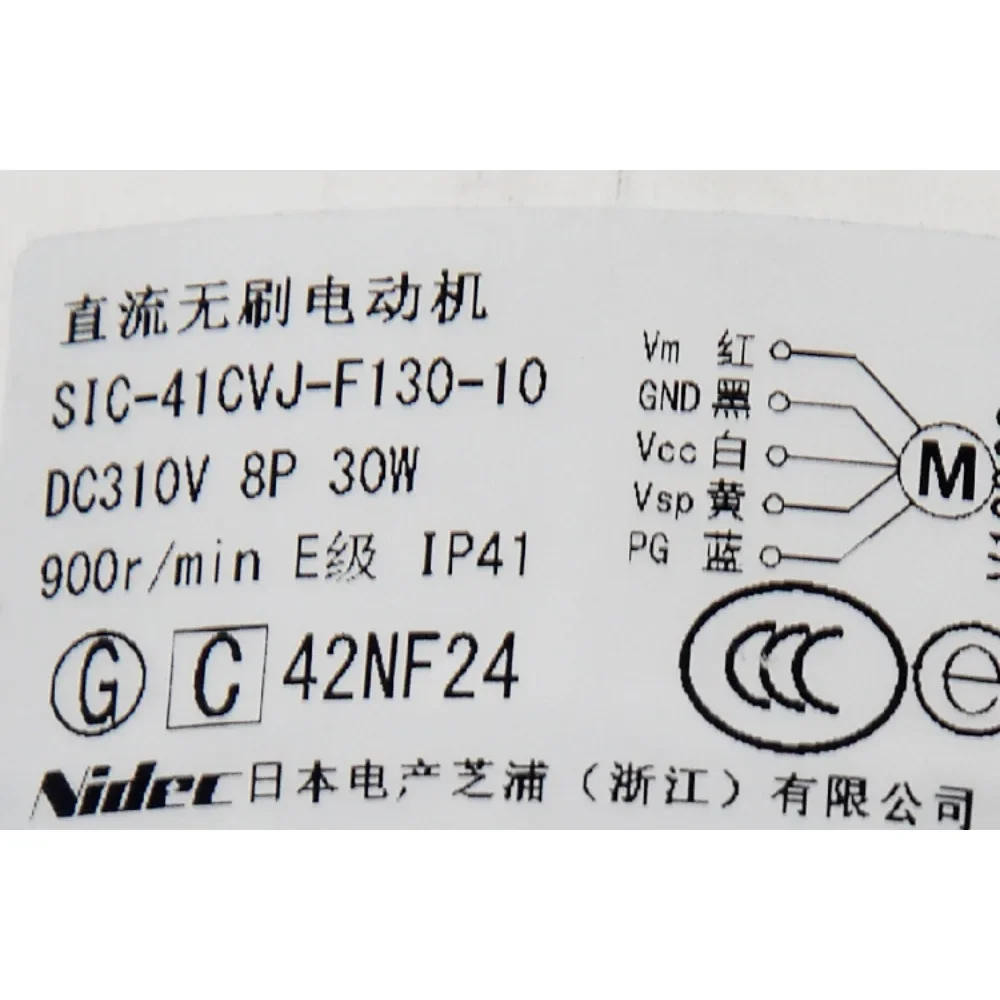 直流无刷电动机
SIC-41CVJ-F130-10
DC310V 8P 30W
900r/min E级 IP41
G C 42NF24
Nidec 日本电产芝浦（浙江）有限公司
Vm 红
GND 黑
Vcc 白
Vsp 黄
PG 蓝
M
CCC
e